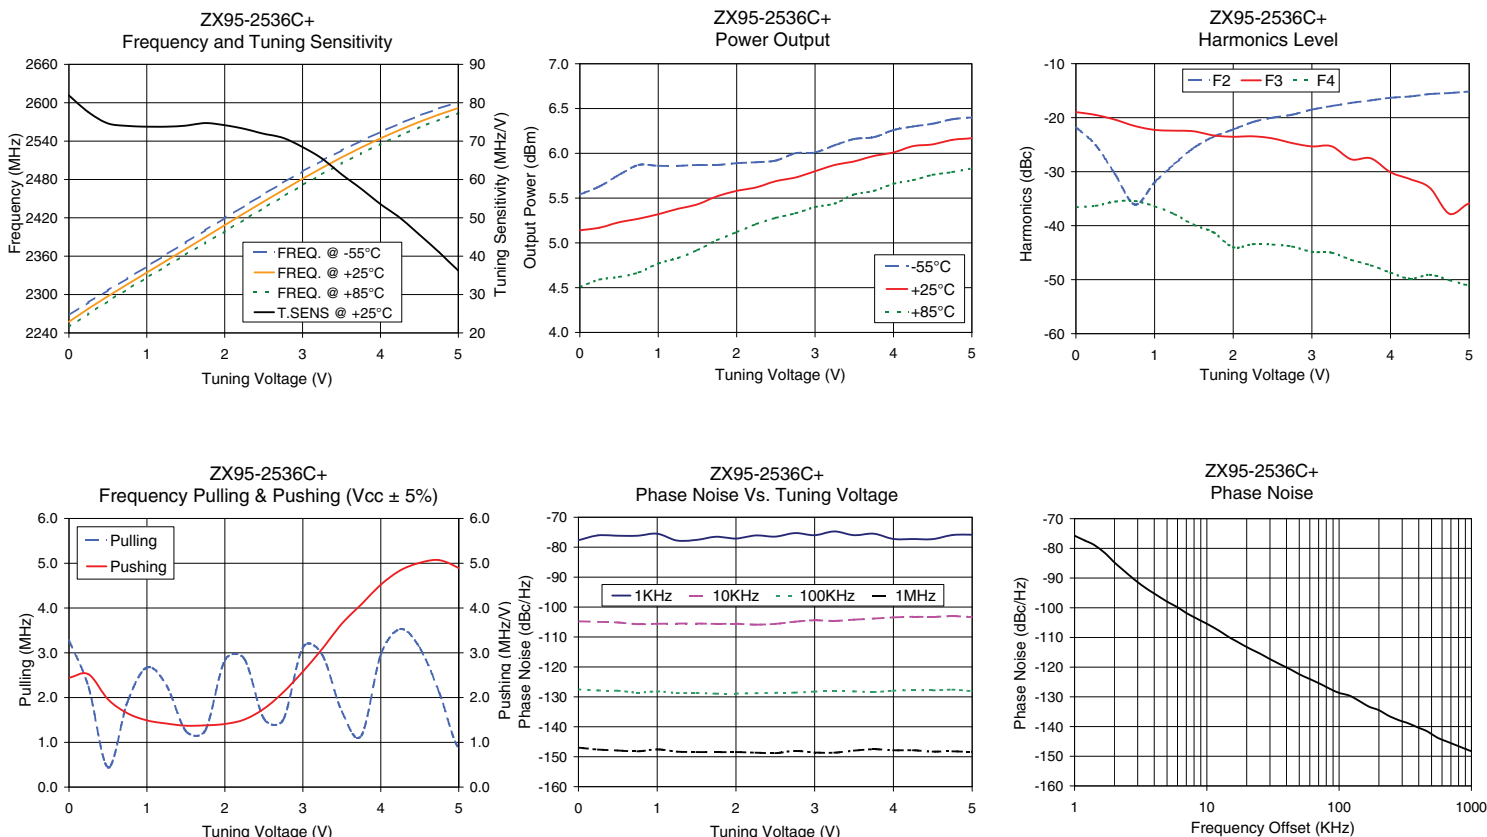 ZX95-2536C+
Frequency and Tuning Sensitivity
2660
2600
2540
2480
2420
2360
2300
2240
Frequency (MHz)
90
80
70
60
50
40
30
20
Tuning Sensitivity (MHz/V)
FREQ. @ -55°C
FREQ. @ +25°C
FREQ. @ +85°C
T.SENS @ +25°C
0 1 2 3 4 5
Tuning Voltage (V)
ZX95-2536C+
Power Output
7.0
6.5
6.0
5.5
5.0
4.5
4.0
Output Power (dBm)
-55°C
+25°C
+85°C
0 1 2 3 4 5
Tuning Voltage (V)
ZX95-2536C+
Harmonics Level
-10
-20
-30
-40
-50
-60
Harmonics (dBc)
F2 F3 F4
0 1 2 3 4 5
Tuning Voltage (V)
ZX95-2536C+
Frequency Pulling & Pushing (Vcc ± 5%)
6.0
5.0
4.0
3.0
2.0
1.0
0.0
Pulling (MHz)
Pulling
Pushing
6.0
5.0
4.0
3.0
2.0
1.0
0.0
Pushing (MHz/V)
0 1 2 3 4 5
Tuning Voltage (V)
ZX95-2536C+
Phase Noise Vs. Tuning Voltage
-70
-80
-90
-100
-110
-120
-130
-140
-150
-160
Phase Noise (dBc/Hz)
1KHz 10KHz 100KHz 1MHz
0 1 2 3 4 5
Tuning Voltage (V)
ZX95-2536C+
Phase Noise
-70
-80
-90
-100
-110
-120
-130
-140
-150
-160
Phase Noise (dBc/Hz)
1 10 100 1000
Frequency Offset (KHz)